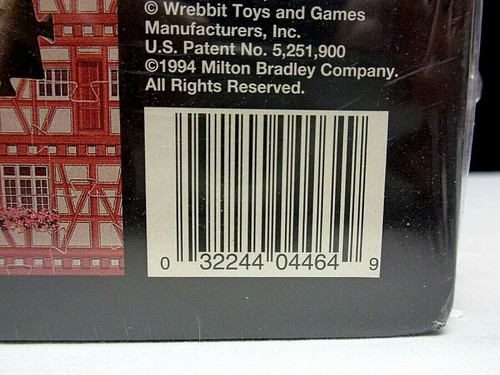 © Wrebbit Toys and Games
Manufacturers, Inc.
U.S. Patent No. 5,251,900
©1994 Milton Bradley Company.
All Rights Reserved.
0 32244 04464 9